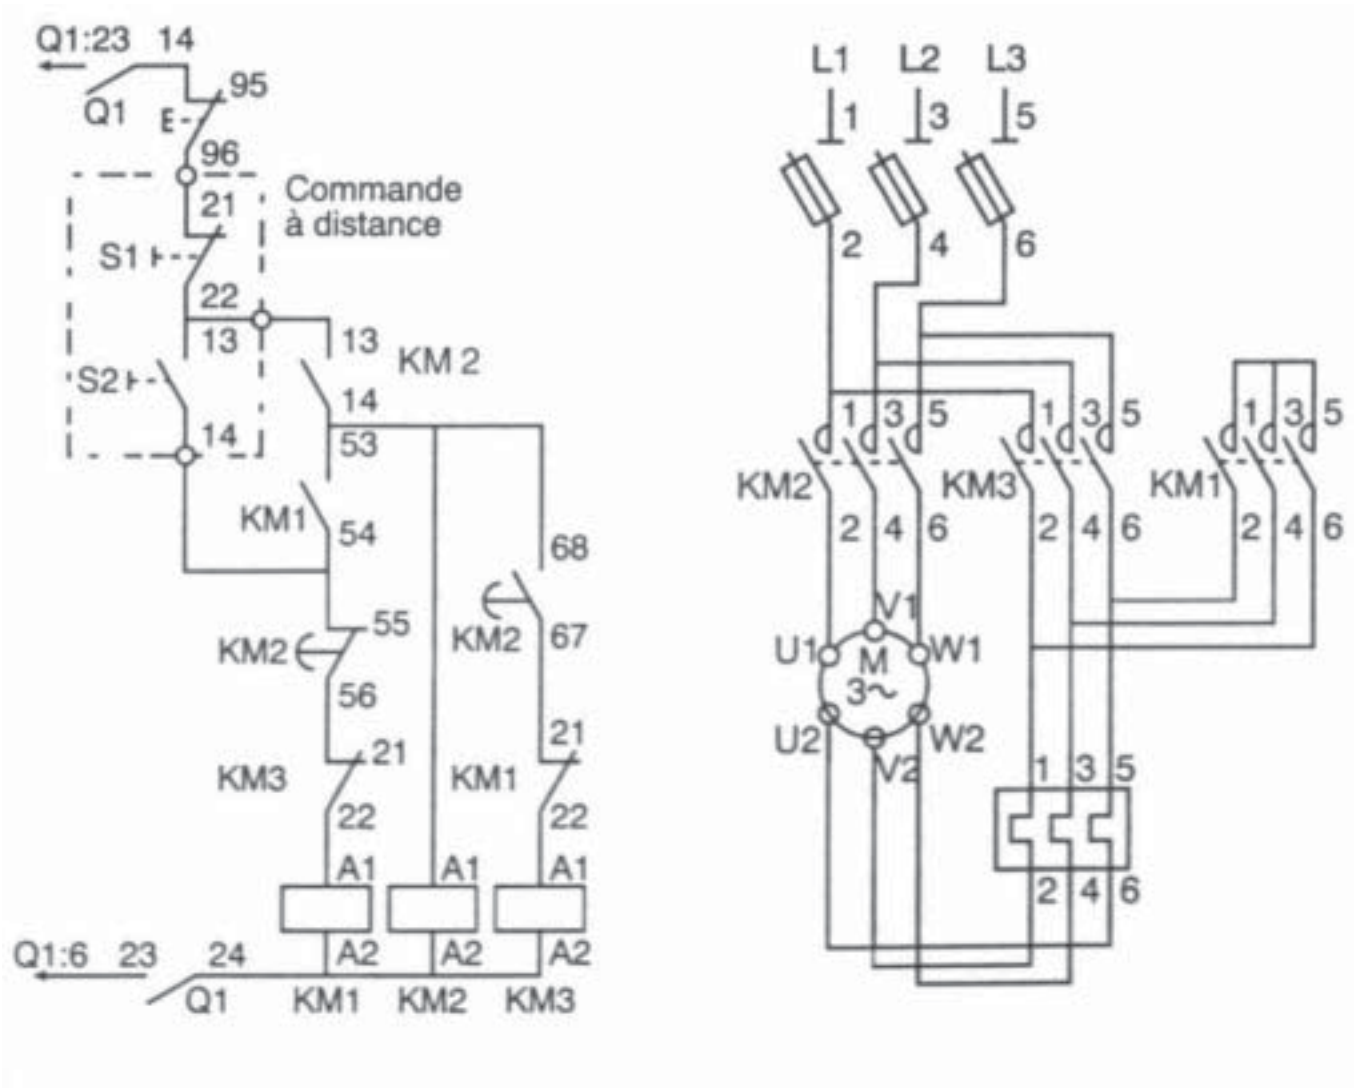 Q1:23 14
Q1
95
E
96
21
Commande
à distance
S1
22
13
13
KM 2
S2
14
14
53
KM1
54
68
55
KM2
KM2
67
56
21
21
KM3
KM1
22
22
A1 A1 A1
Q1:6 23 24
A2 A2 A2
Q1 KM1 KM2 KM3
L1 L2 L3
1 3 5
2 4 6
1 3 5 1 3 5 1 3 5
KM2 KM3 KM1
2 4 6 2 4 6 2 4 6
V1
U1 M W1
3~
U2 W2
V2
1 3 5
2 4 6